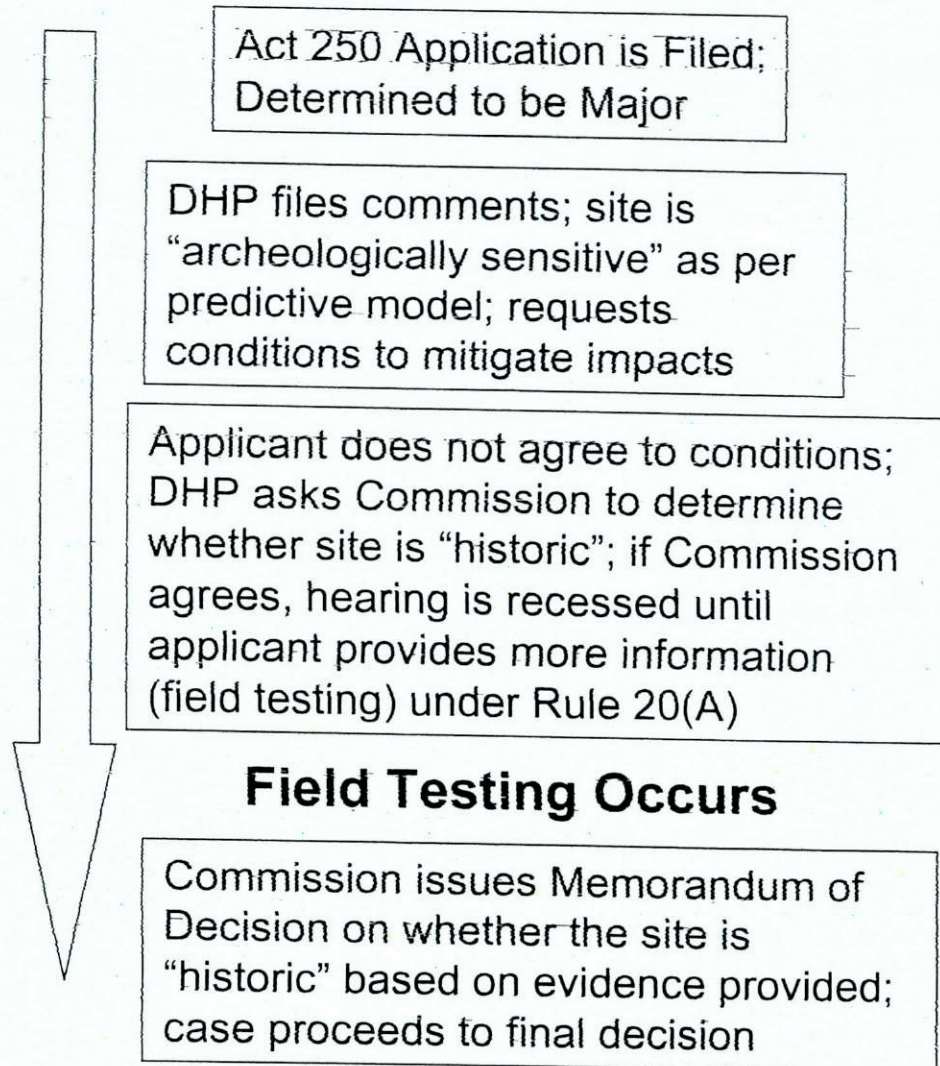 Act 250 Application is Filed;
Determined to be Major
DHP files comments; site is
“archeologically sensitive” as per
predictive model; requests
conditions to mitigate impacts
Applicant does not agree to conditions;
DHP asks Commission to determine
whether site is “historic”; if Commission
agrees, hearing is recessed until
applicant provides more information
(field testing) under Rule 20(A)
Field Testing Occurs
Commission issues Memorandum of
Decision on whether the site is
“historic” based on evidence provided;
case proceeds to final decision